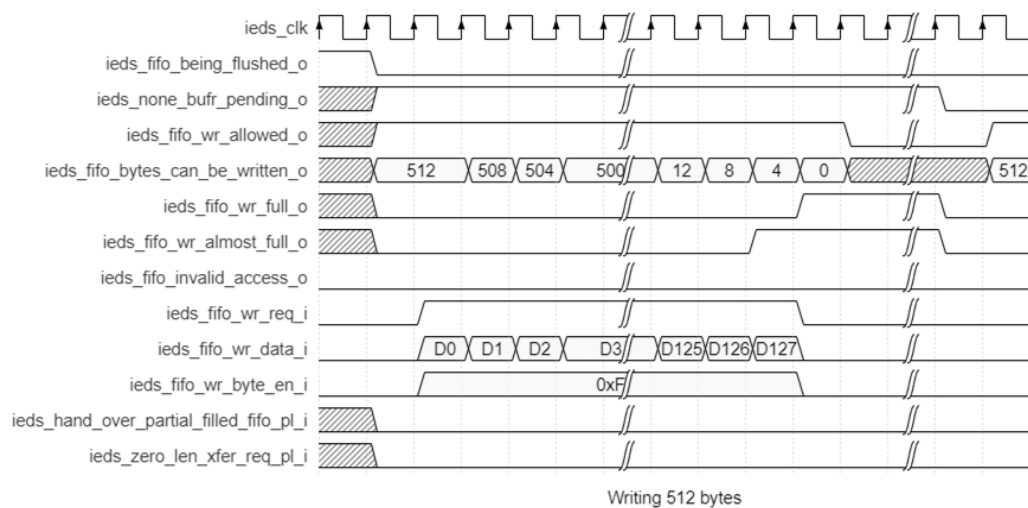 ieds_clk
ieds_fifo_being_flushed_o
ieds_none_bufr_pending_o
ieds_fifo_wr_allowed_o
ieds_fifo_bytes_can_be_written_o 512 508 504 500 12 8 4 0 512
ieds_fifo_wr_full_o
ieds_fifo_wr_almost_full_o
ieds_fifo_invalid_access_o
ieds_fifo_wr_req_i
ieds_fifo_wr_data_i D0 D1 D2 D3 D125 D126 D127
ieds_fifo_wr_byte_en_i 0xF
ieds_hand_over_partial_filled_fifo_pl_i
ieds_zero_len_xfer_req_pl_i
Writing 512 bytes